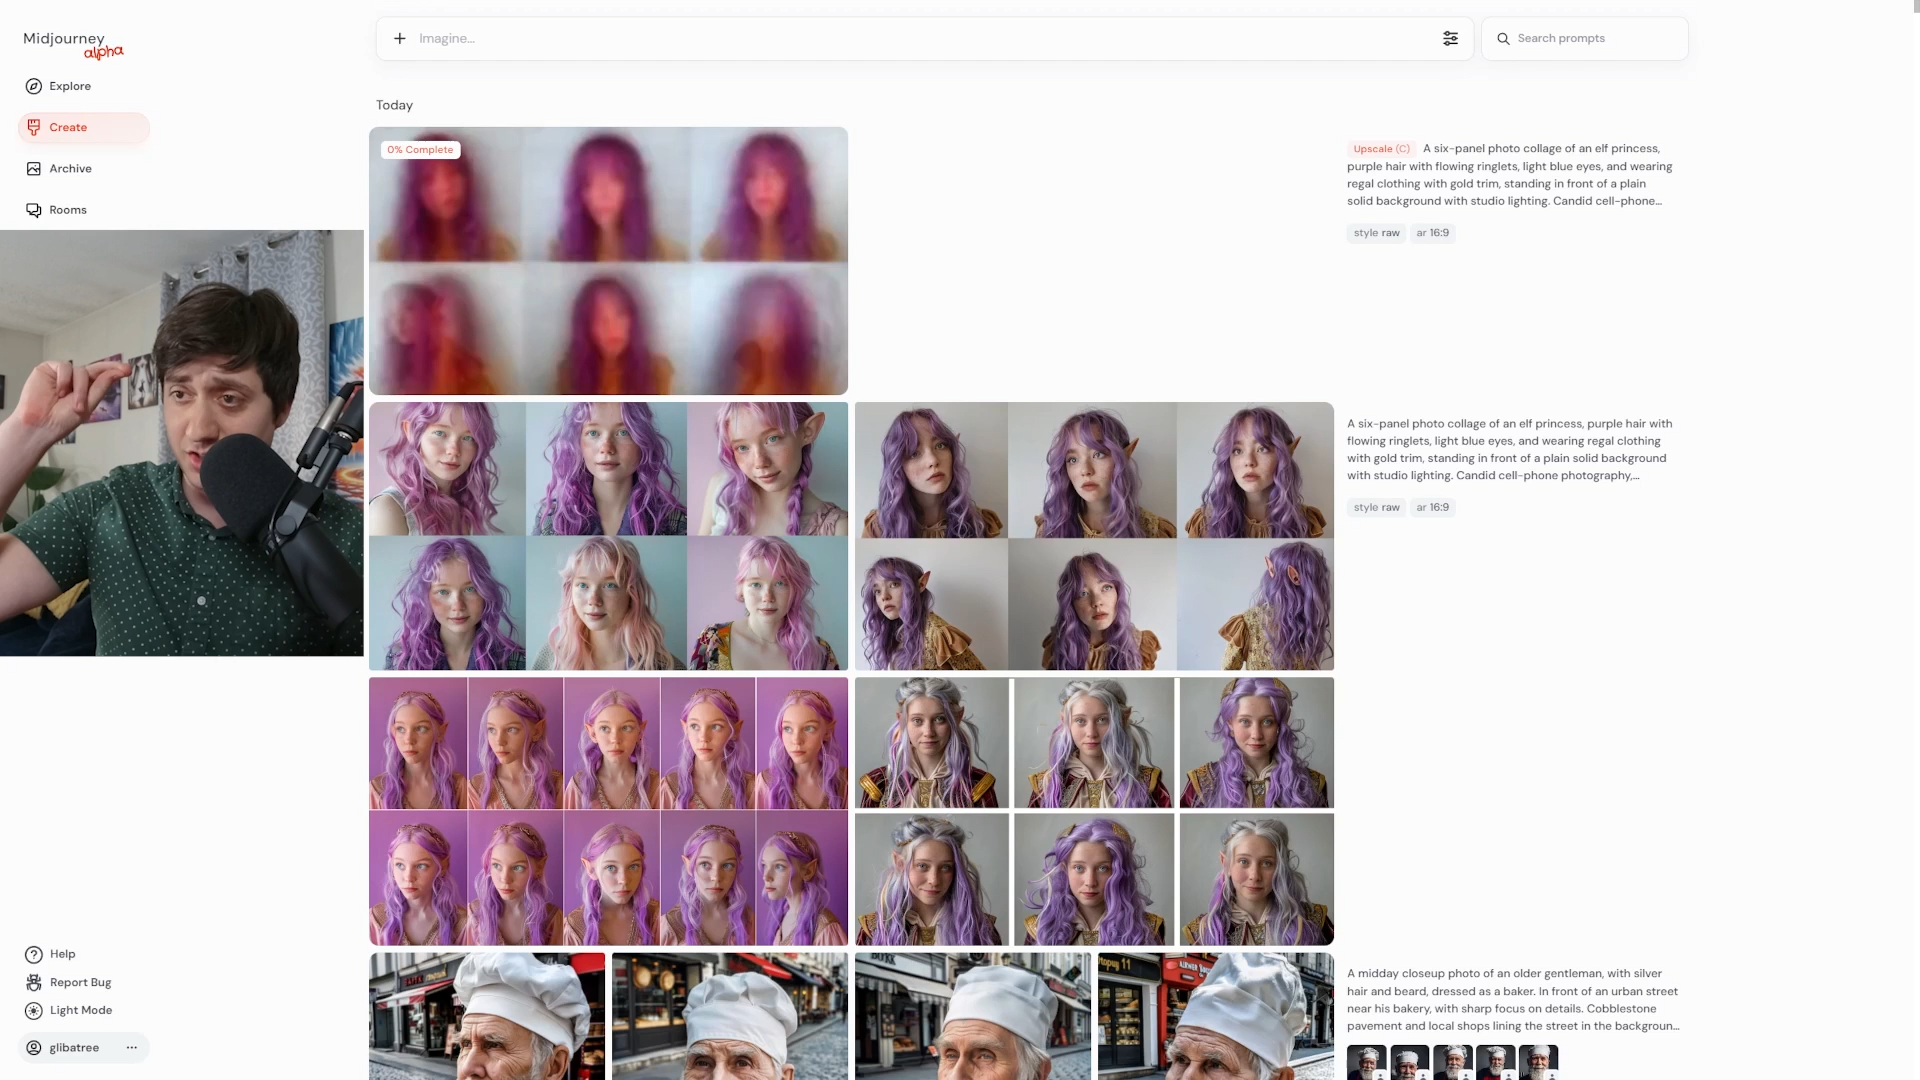 Midjourney
alpha
Explore
Create
Archive
Rooms
Help
Report Bug
Light Mode
glibatree
Imagine...
Search prompts
Today
0% Complete
Upscale (C) A six-panel photo collage of an elf princess,
purple hair with flowing ringlets, light blue eyes, and wearing
regal clothing with gold trim, standing in front of a plain
solid background with studio lighting. Candid cell-phone...
style raw ar 16:9
A six-panel photo collage of an elf princess, purple hair with
flowing ringlets, light blue eyes, and wearing regal clothing
with gold trim, standing in front of a plain solid background
with studio lighting. Candid cell-phone photography,...
style raw ar 16:9
A midday closeup photo of an older gentleman, with silver
hair and beard, dressed as a baker. In front of an urban street
near his bakery, with sharp focus on details. Cobblestone
pavement and local shops lining the street in the backgroun...